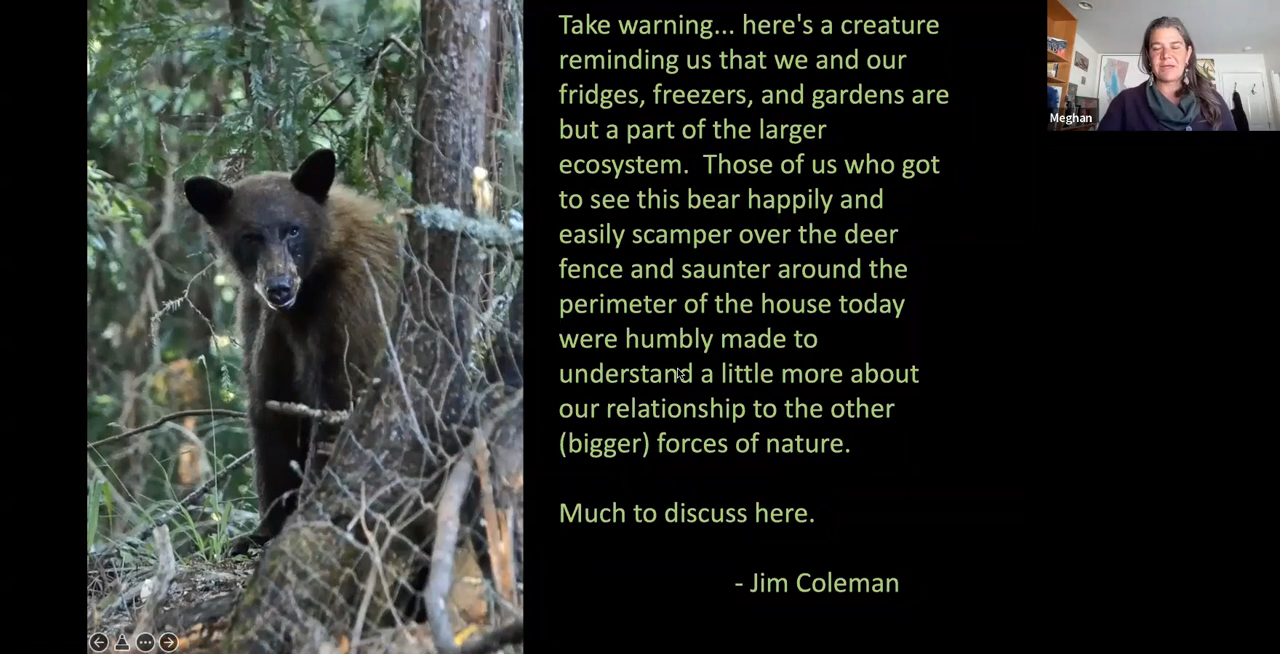 Take warning... here's a creature
reminding us that we and our
fridges, freezers, and gardens are
but a part of the larger
ecosystem.  Those of us who got
to see this bear happily and
easily scamper over the deer
fence and saunter around the
perimeter of the house today
were humbly made to
understand a little more about
our relationship to the other
(bigger) forces of nature.
Much to discuss here.
- Jim Coleman
Meghan